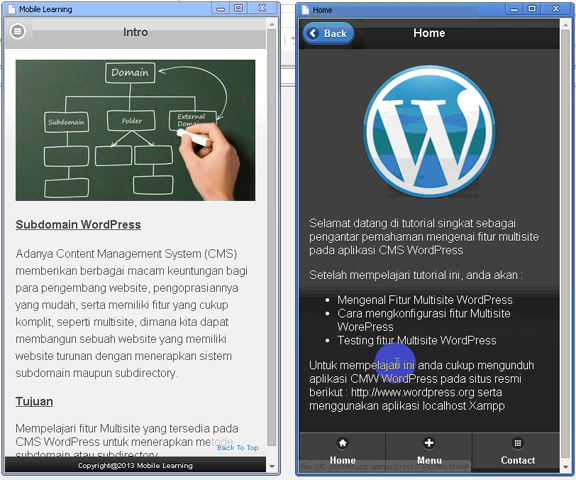 Mobile Learning
Intro
Domain
Subdomain
Folder
External
Domain
Subdomain WordPress
Adanya Content Management System (CMS)
memberikan berbagai macam keuntungan bagi
para pengembang website, pengoprasiannya
yang mudah, serta memiliki fitur yang cukup
komplit, seperti multisite, dimana kita dapat
membangun sebuah website yang memiliki
website turunan dengan menerapkan sistem
subdomain maupun subdirectory.
Tujuan
Mempelajari fitur Multisite yang tersedia pada
CMS WordPress untuk menerapkan metode
subdomain atau subdirectory
Back To Top
Copyright@2013 Mobile Learning
Home
Back
Home
W
Selamat datang di tutorial singkat sebagai
pengantar pemahaman mengenai fitur multisite
pada aplikasi CMS WordPress
Setelah mempelajari tutorial ini, anda akan :
• Mengenal Fitur Multisite WordPress
• Cara mengkonfigurasi fitur Multisite
WorePress
• Testing fitur Multisite WordPress
Untuk mempelajari ini anda cukup mengunduh
aplikasi CMW WordPress pada situs resmi
berikut : http://www.wordpress.org serta
menggunakan aplikasi localhost Xampp
Home
Menu
Contact